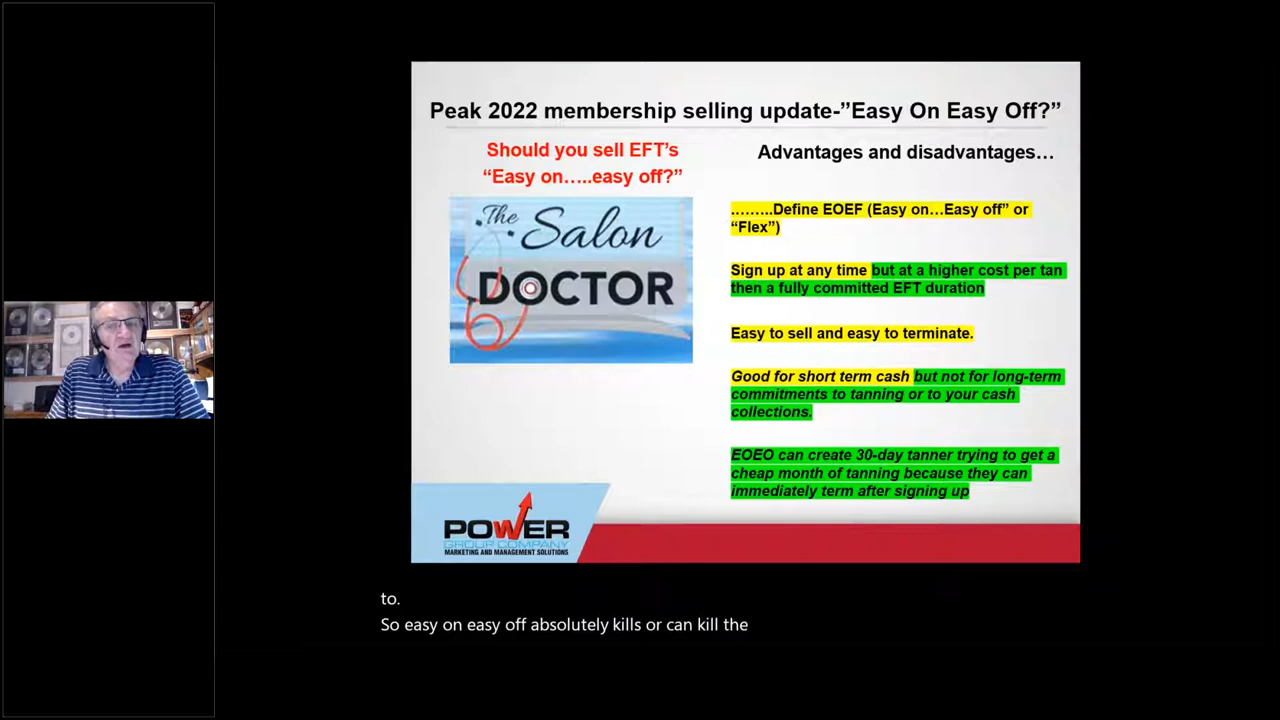 Peak 2022 membership selling update-”Easy On Easy Off?”
Should you sell EFT’s
“Easy on…..easy off?”
The
Salon
DOCTOR
Advantages and disadvantages…
………Define EOEF (Easy on…Easy off” or
“Flex”)
Sign up at any time but at a higher cost per tan
then a fully committed EFT duration
Easy to sell and easy to terminate.
Good for short term cash but not for long-term
commitments to tanning or to your cash
collections.
EOEO can create 30-day tanner trying to get a
cheap month of tanning because they can
immediately term after signing up
POWER
GROUP COMPANY
MARKETING AND MANAGEMENT SOLUTIONS
to.
So easy on easy off absolutely kills or can kill the